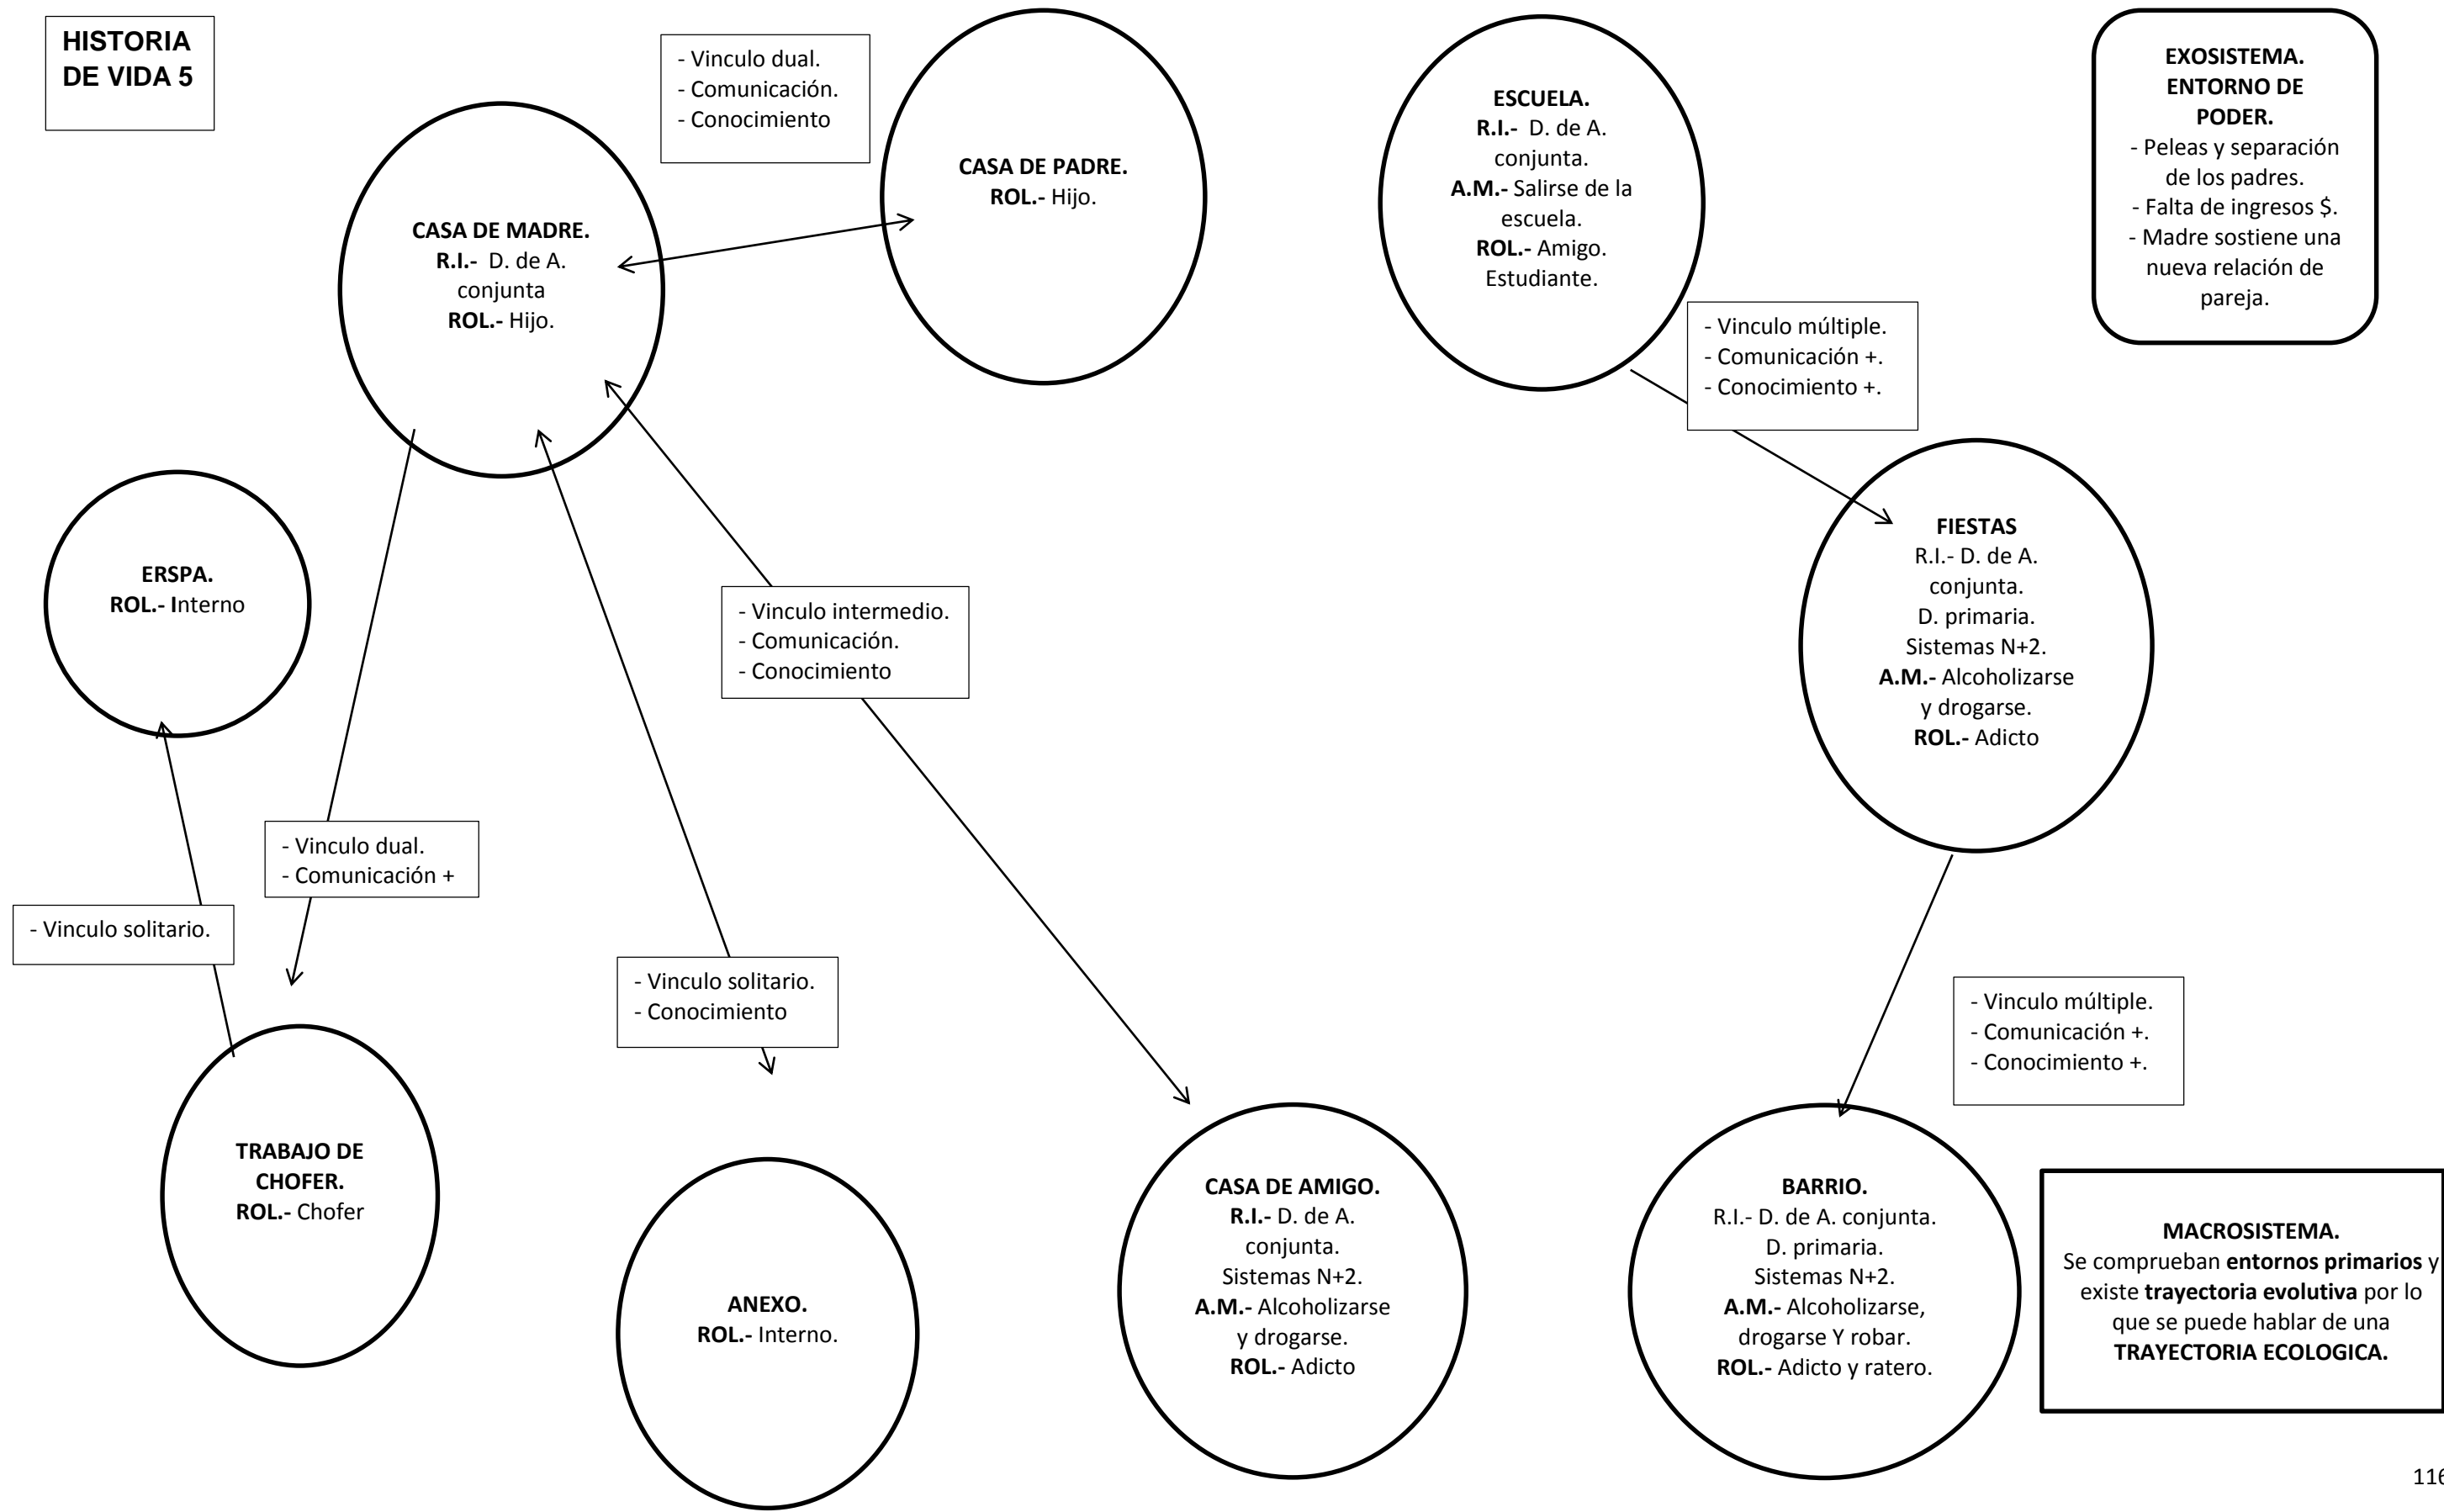 HISTORIA
DE VIDA 5
- Vinculo dual.
- Comunicación.
- Conocimiento
CASA DE MADRE.
R.I.- D. de A.
conjunta
ROL.- Hijo.
CASA DE PADRE.
ROL.- Hijo.
ESCUELA.
R.I.- D. de A.
conjunta.
A.M.- Salirse de la
escuela.
ROL.- Amigo.
Estudiante.
EXOSISTEMA.
ENTORNO DE
PODER.
- Peleas y separación
de los padres.
- Falta de ingresos $.
- Madre sostiene una
nueva relación de
pareja.
- Vinculo múltiple.
- Comunicación +.
- Conocimiento +.
ERSPA.
ROL.- Interno
- Vinculo intermedio.
- Comunicación.
- Conocimiento
FIESTAS
R.I.- D. de A.
conjunta.
D. primaria.
Sistemas N+2.
A.M.- Alcoholizarse
y drogarse.
ROL.- Adicto
- Vinculo dual.
- Comunicación +
- Vinculo solitario.
- Vinculo solitario.
- Conocimiento
- Vinculo múltiple.
- Comunicación +.
- Conocimiento +.
TRABAJO DE
CHOFER.
ROL.- Chofer
ANEXO.
ROL.- Interno.
CASA DE AMIGO.
R.I.- D. de A.
conjunta.
Sistemas N+2.
A.M.- Alcoholizarse
y drogarse.
ROL.- Adicto
BARRIO.
R.I.- D. de A. conjunta.
D. primaria.
Sistemas N+2.
A.M.- Alcoholizarse,
drogarse Y robar.
ROL.- Adicto y ratero.
MACROSISTEMA.
Se comprueban entornos primarios y
existe trayectoria evolutiva por lo
que se puede hablar de una
TRAYECTORIA ECOLOGICA.
116